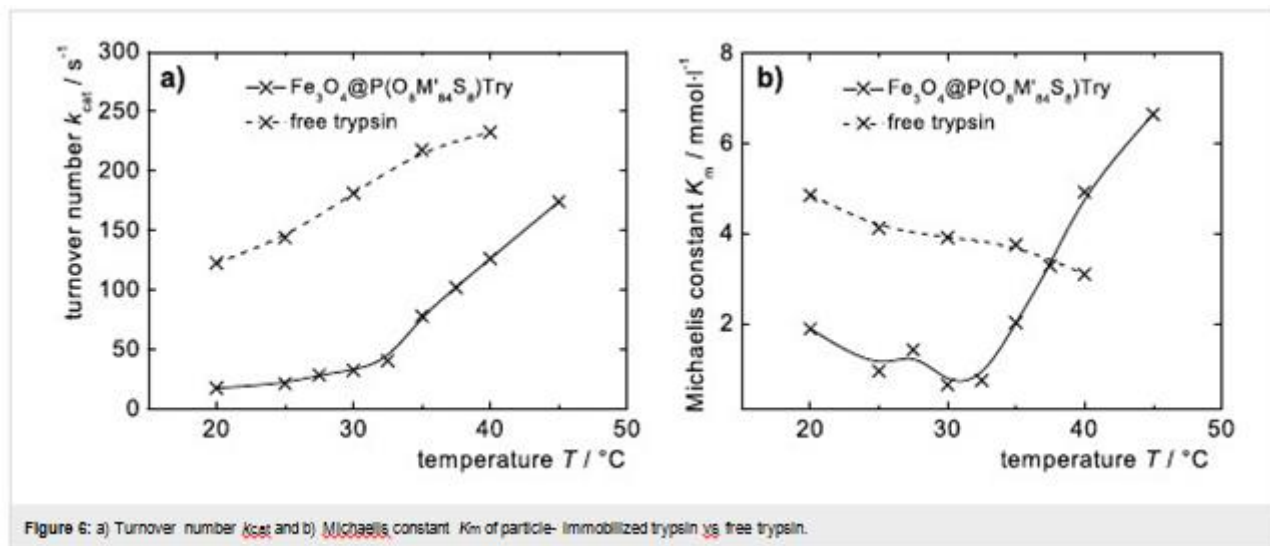 a)
Fe₃O₄@P(O₈M'₈₄S₈)Try
free trypsin
turnover number k_cat / s⁻¹
300
250
200
150
100
50
0
20 30 40 50
temperature T / °C
b)
Fe₃O₄@P(O₈M'₈₄S₈)Try
free trypsin
Michaelis constant K_m / mmol·l⁻¹
8
6
4
2
20 30 40 50
temperature T / °C
Figure 6: a) Turnover number kcat and b) Michaelis constant Km of particle- immobilized trypsin vs free trypsin.